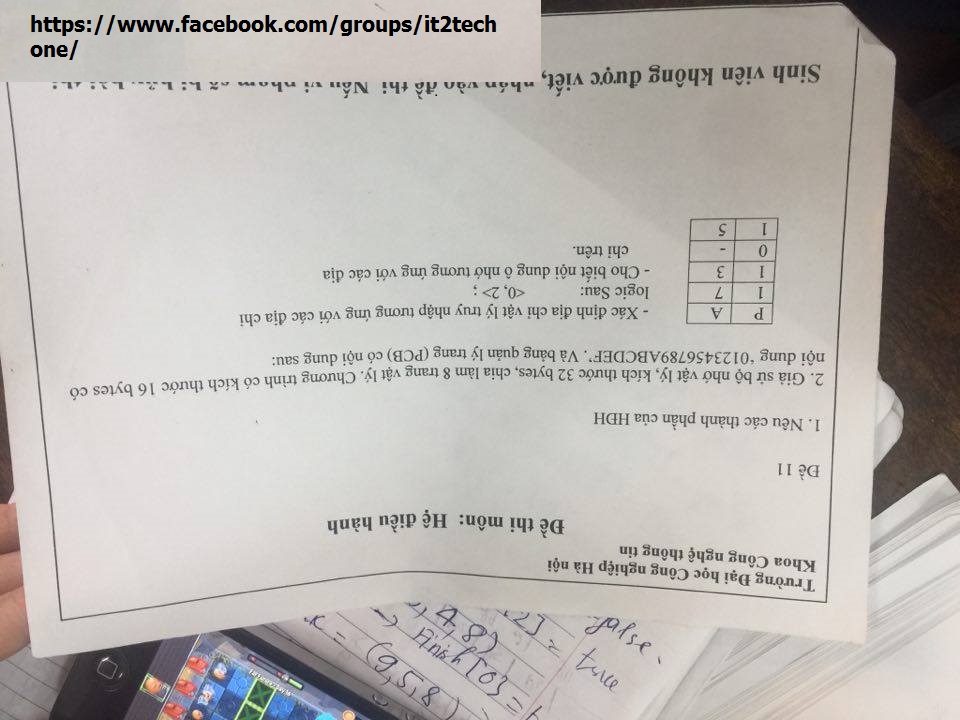 Trường Đại học Công nghiệp Hà nội
Khoa Công nghệ thông tin
Đề thi môn: Hệ điều hành
Đề 11
1. Nêu các thành phần của HĐH
2. Giả sử bộ nhớ vật lý, kích thước 32 bytes, chia làm 8 trang vật lý. Chương trình có kích thước 16 bytes có
nội dung ‘0123456789ABCDEF’. Và bảng quản lý trang (PCB) có nội dung sau:
P A
1 7
1 3
0 -
1 5
- Xác định địa chỉ vật lý truy nhập tương ứng với các địa chỉ
logic Sau: <0, 2> ;
- Cho biết nội dung ô nhớ tương ứng với các địa
chỉ trên.
Sinh viên không được viết, nháp vào đề thi. Nếu vi phạm sẽ bị hủy bài thi
https://www.facebook.com/groups/it2tech
one/
false
true